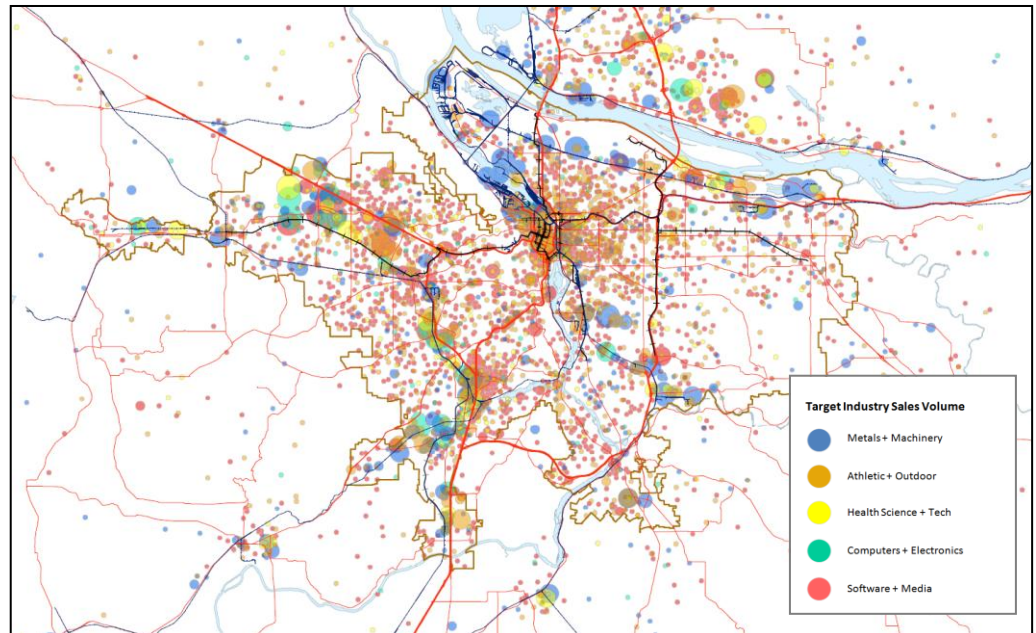 Target Industry Sales Volume
Metals + Machinery
Athletic + Outdoor
Health Science + Tech
Computers + Electronics
Software + Media